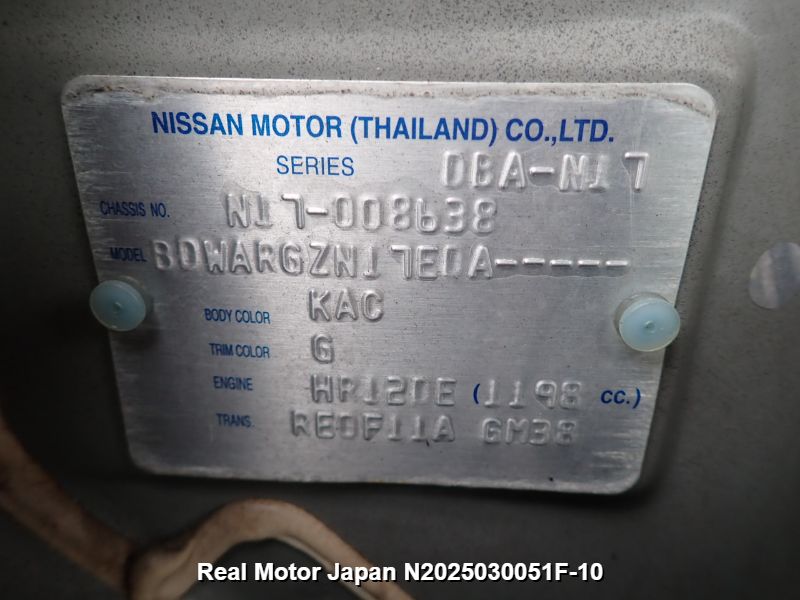 NISSAN MOTOR (THAILAND) CO.,LTD.
SERIES DBA-N17
CHASSIS NO. N17-008638
MODEL BDWARGZN17EDA-----
BODY COLOR KAC
TRIM COLOR G
ENGINE HR12DE (1198 cc.)
TRANS. RE0F11A GM38
Real Motor Japan N2025030051F-10